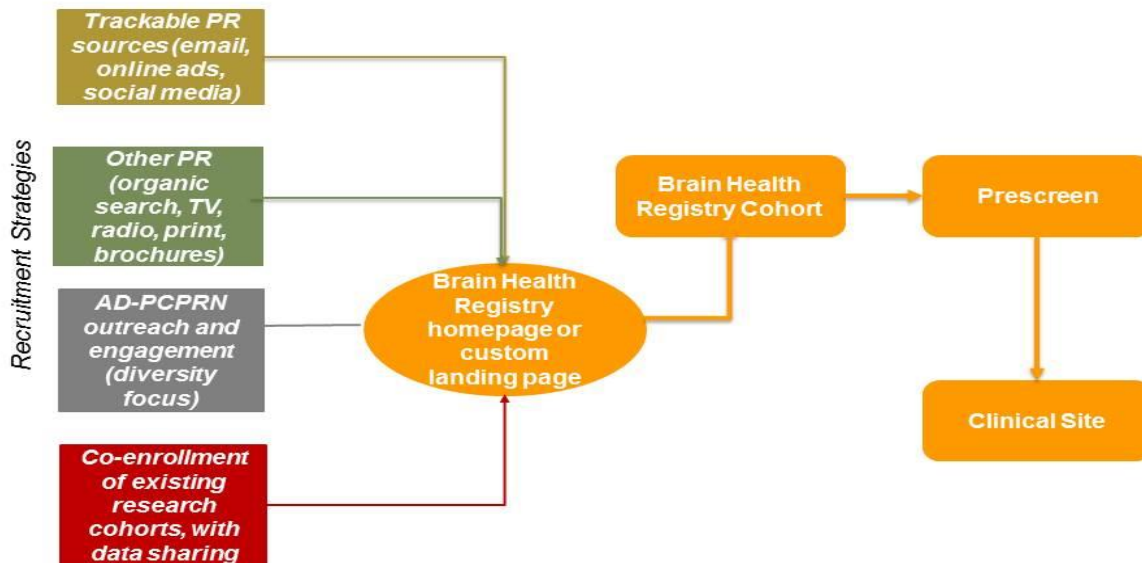 Recruitment Strategies
Trackable PR
sources (email,
online ads,
social media)
Other PR
(organic
search, TV,
radio, print,
brochures)
AD-PCPRN
outreach and
engagement
(diversity
focus)
Co-enrollment
of existing
research
cohorts, with
data sharing
Brain Health
Registry
homepage or
custom
landing page
Brain Health
Registry Cohort
Prescreen
Clinical Site